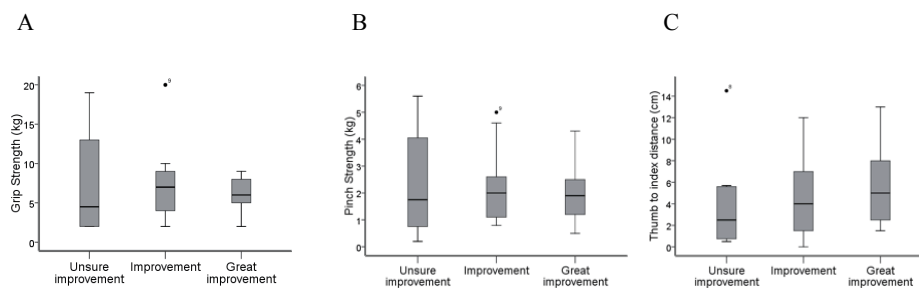 A
B
C
Grip Strength (kg)
20
15
10
5
0
9
Unsure
improvement
Improvement
Great
improvement
Pinch Strength (kg)
6
5
4
3
2
1
0
9
Unsure
improvement
Improvement
Great
improvement
Thumb to index distance (cm)
14
12
10
8
6
4
2
0
Unsure
improvement
Improvement
Great
improvement